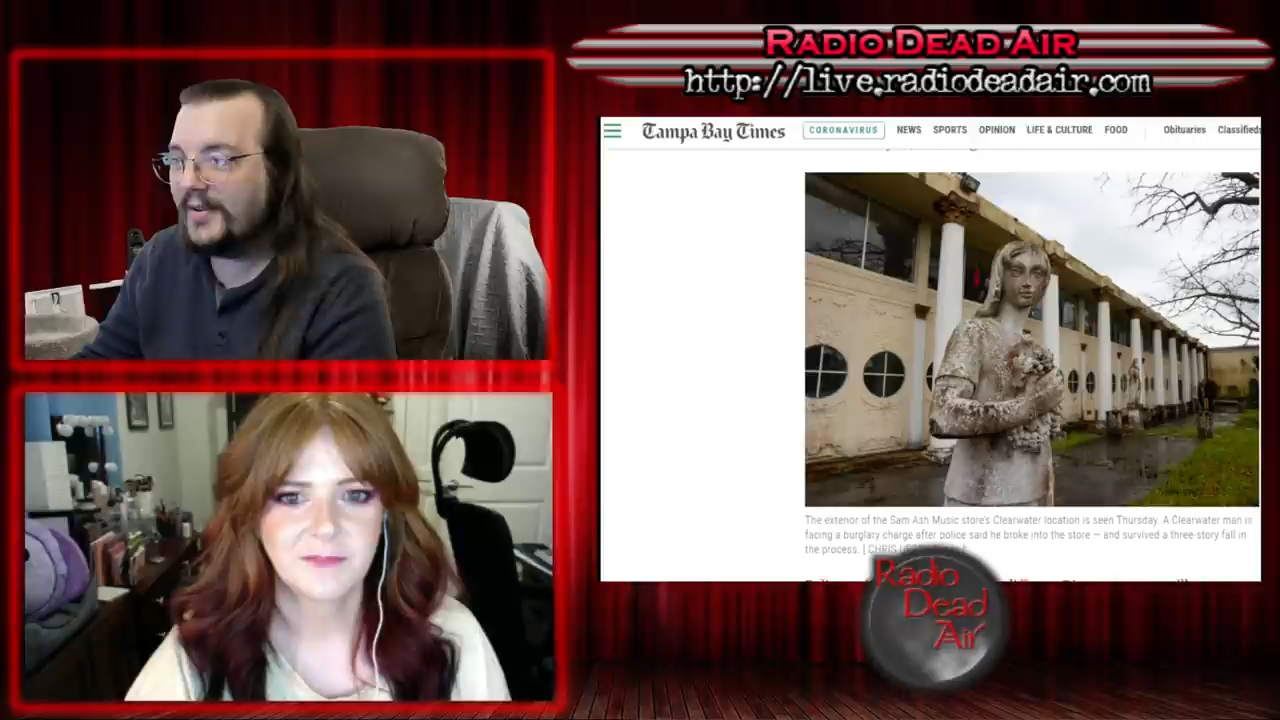 RADIO DEAD AIR
http://live.radiodeadair.com
Tampa Bay Times CORONAVIRUS NEWS SPORTS OPINION LIFE & CULTURE FOOD Obituaries Classifieds
The exterior of the Sam Ash Music store's Clearwater location is seen Thursday. A Clearwater man is
facing a burglary charge after police said he broke into the store — and survived a three-story fall in
the process. [ CHRIS
Radio
Dead
Air